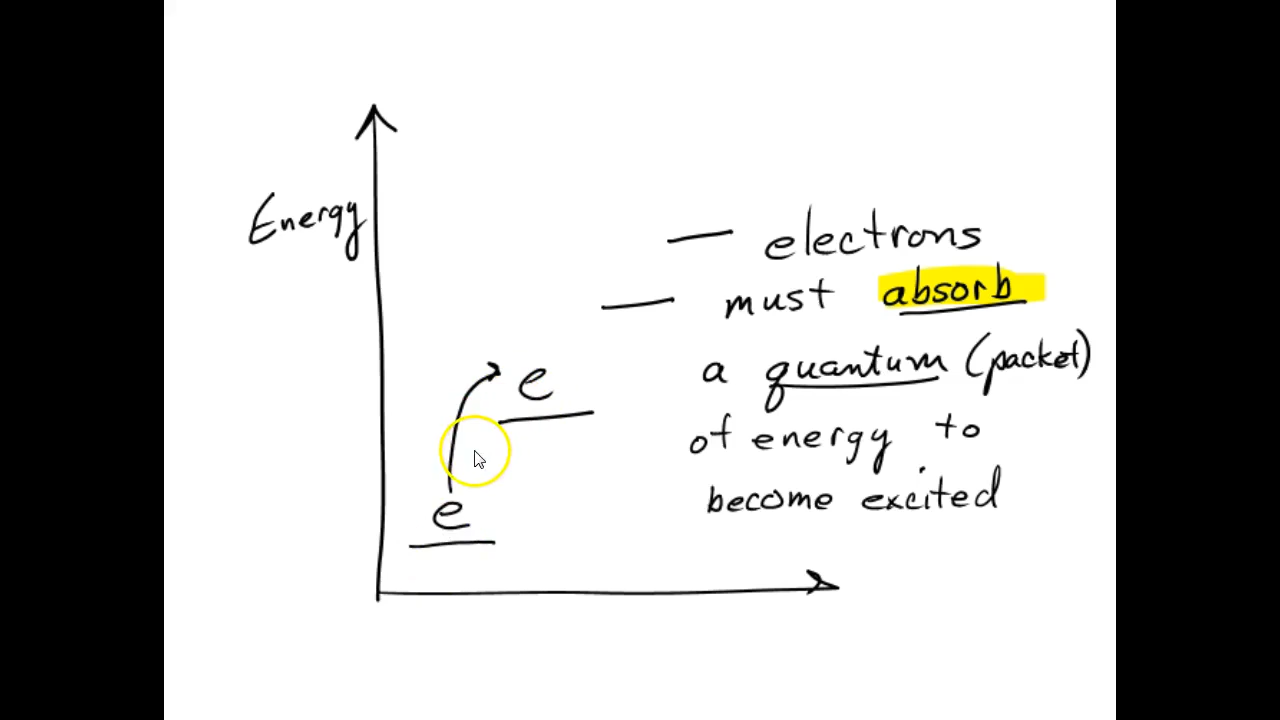 Energy
electrons
must absorb
a quantum (packet)
of energy to
become excited
e
e